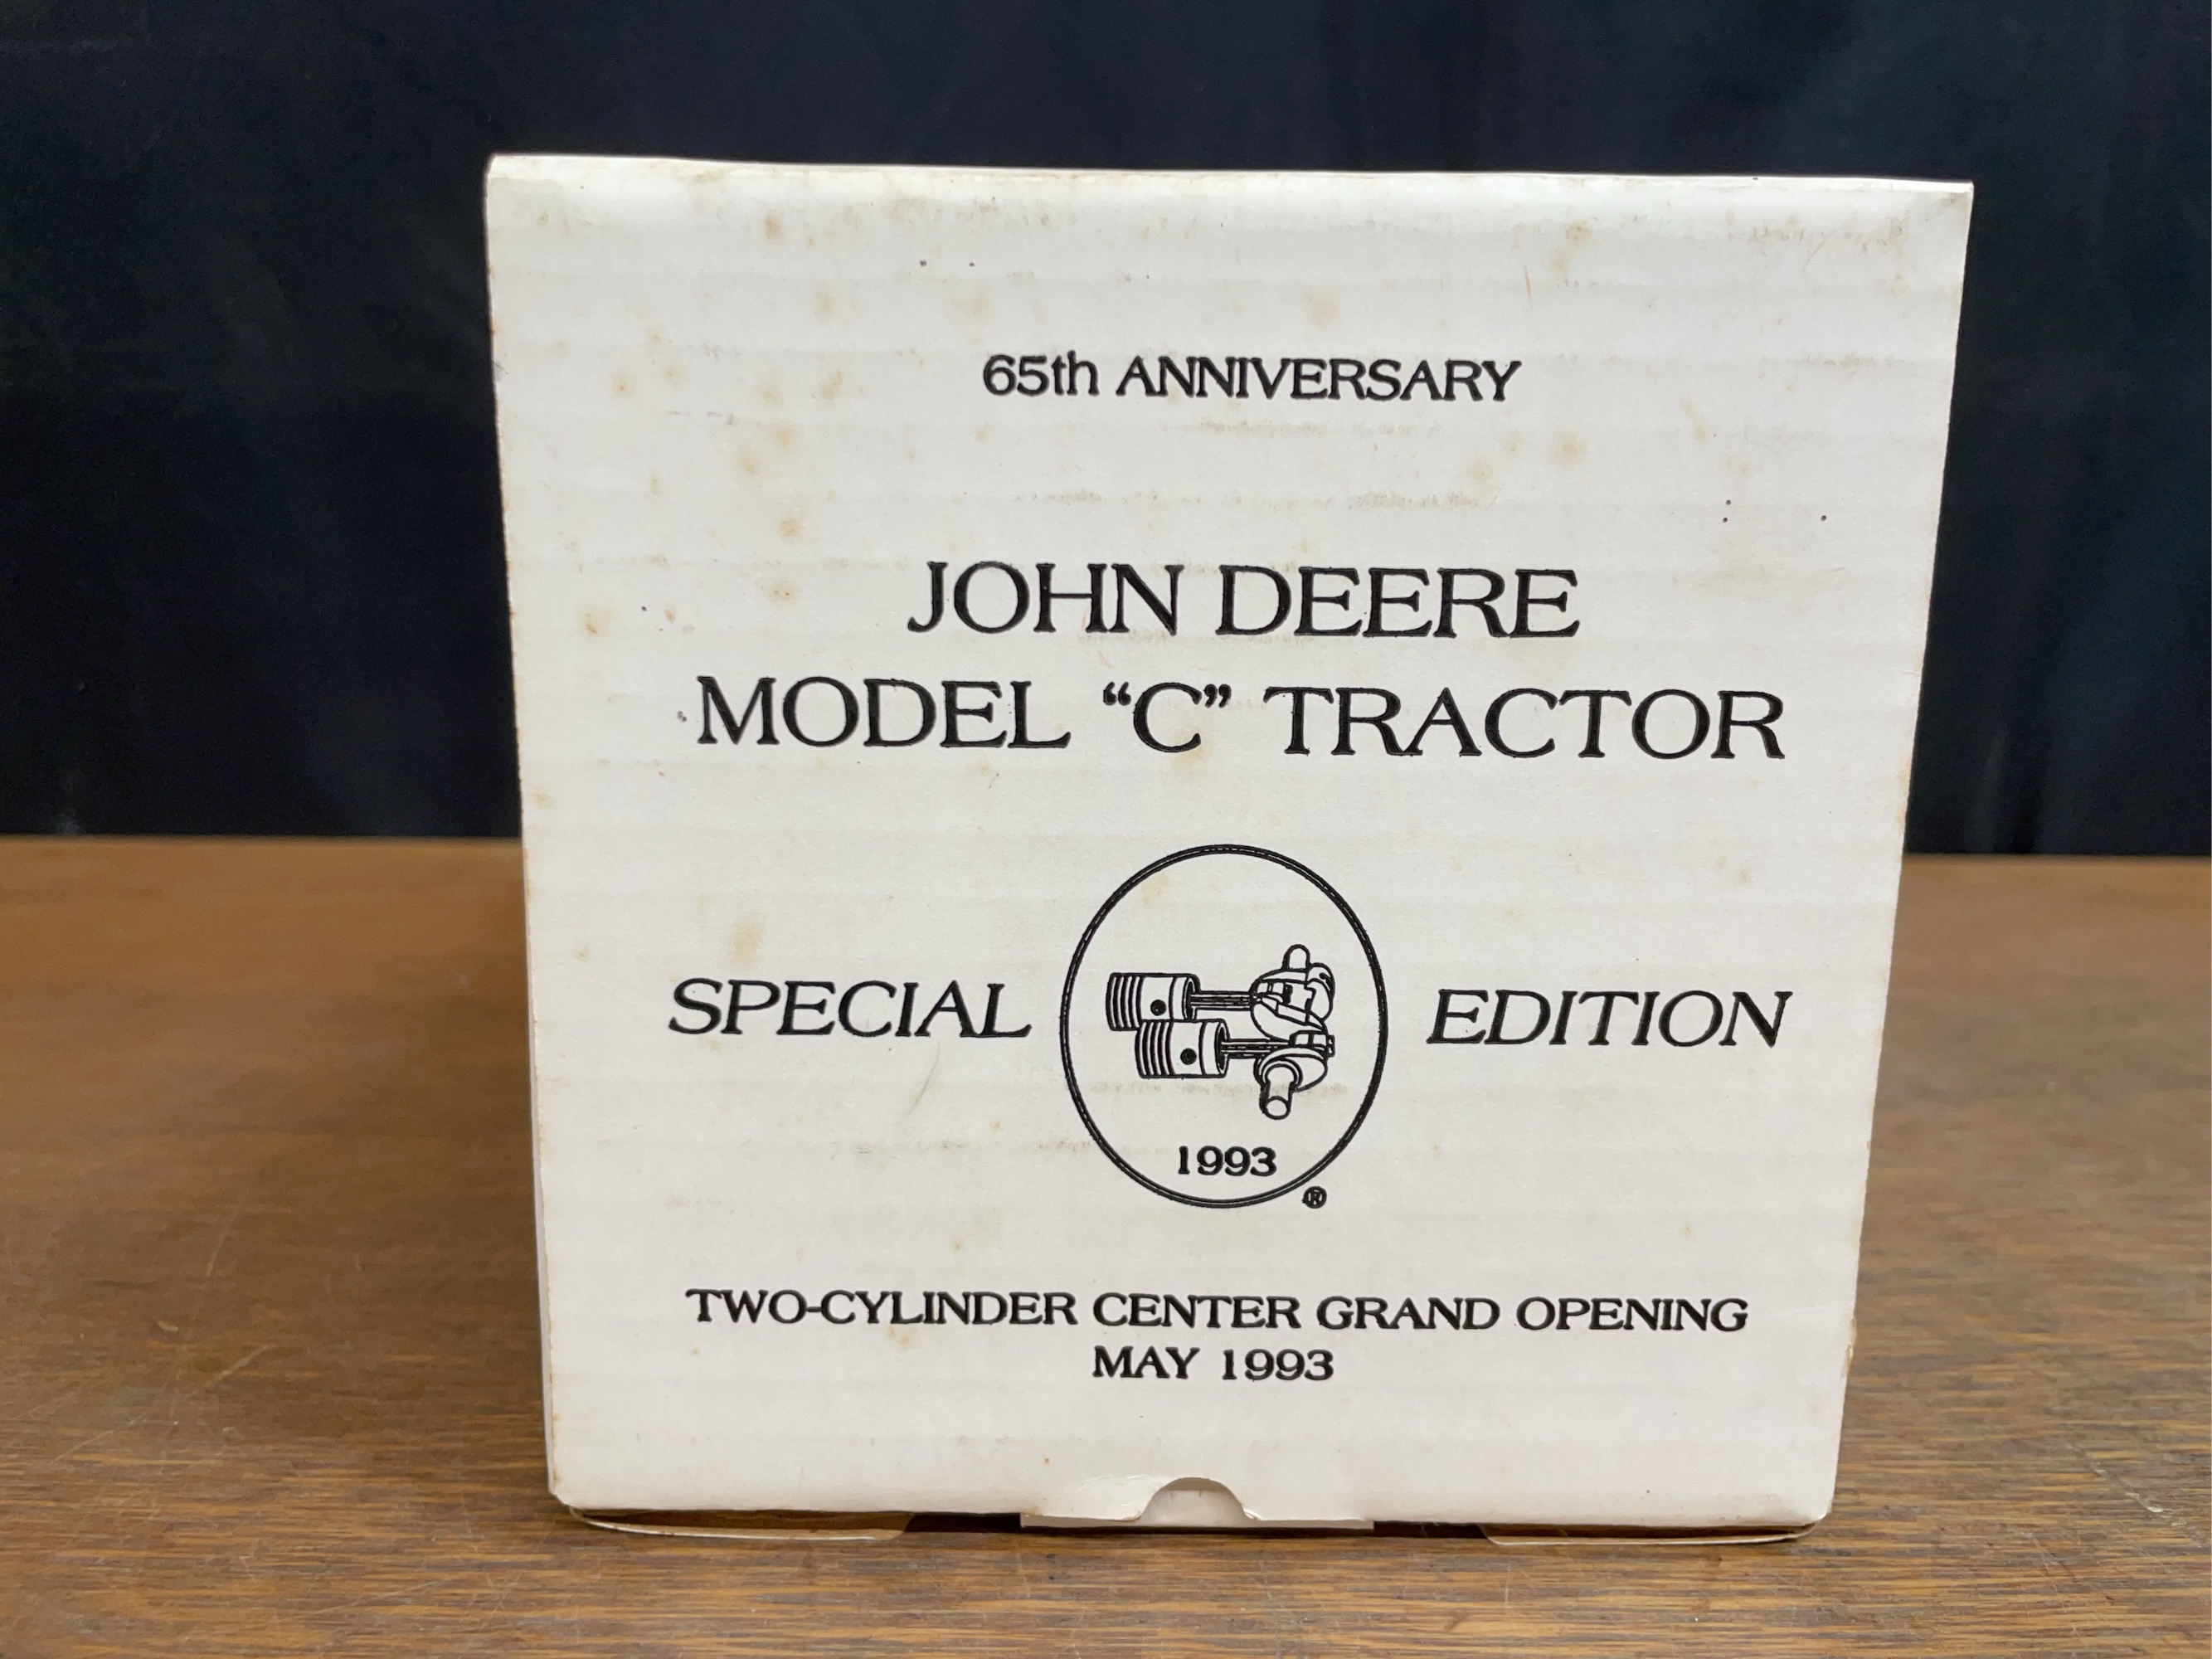 65th ANNIVERSARY
JOHN DEERE
MODEL “C” TRACTOR
SPECIAL EDITION
1993
®
TWO-CYLINDER CENTER GRAND OPENING
MAY 1993